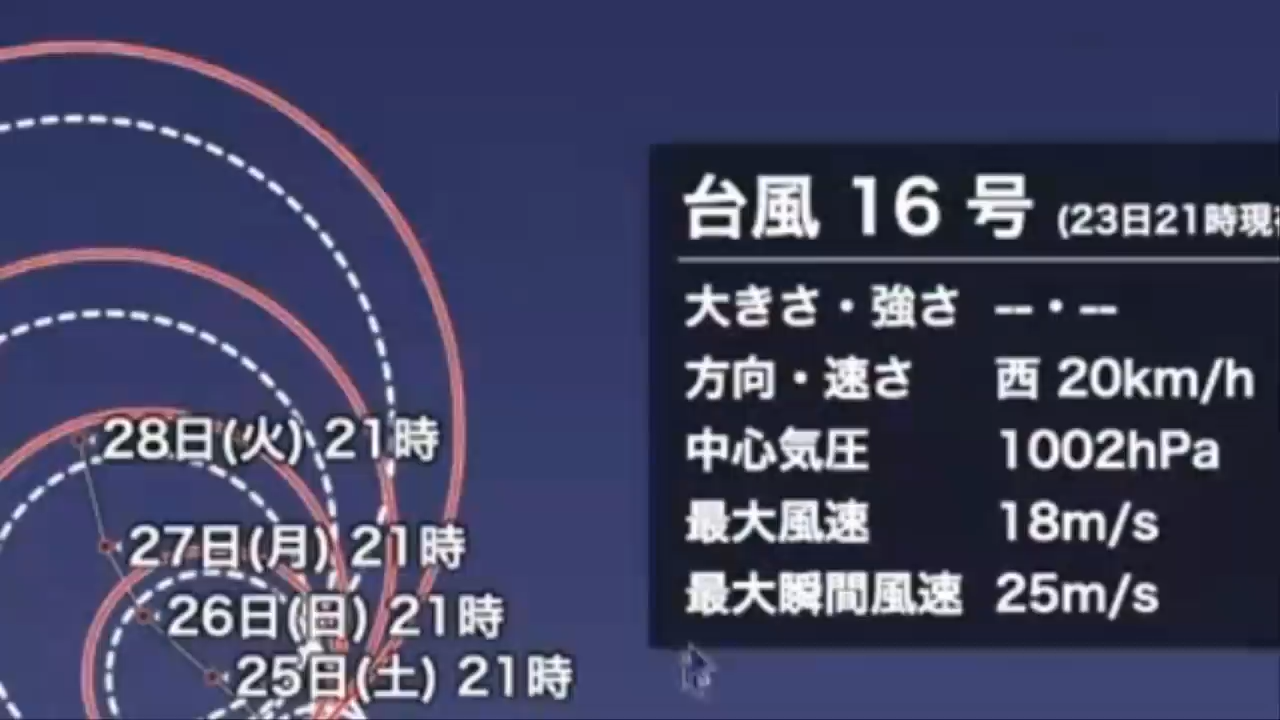 台風 16 号 (23日21時現
大きさ・強さ --・--
方向・速さ 西 20km/h
中心気圧 1002hPa
最大風速 18m/s
最大瞬間風速 25m/s
28日(火) 21時
27日(月) 21時
26日(日) 21時
25日(土) 21時